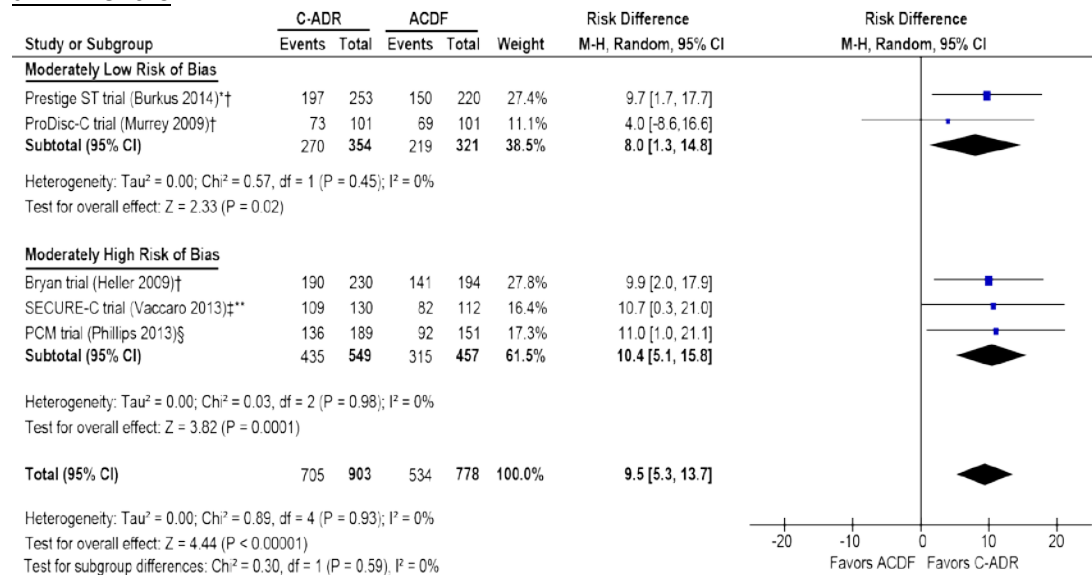 C-ADR ACDF Risk Difference Risk Difference
Study or Subgroup Events Total Events Total Weight M-H, Random, 95% CI M-H, Random, 95% CI
Moderately Low Risk of Bias
Prestige ST trial (Burkus 2014)*† 197 253 150 220 27.4% 9.7 [1.7, 17.7]
ProDisc-C trial (Murrey 2009)† 73 101 69 101 11.1% 4.0 [-8.6,16.6]
Subtotal (95% CI) 270 354 219 321 38.5% 8.0 [1.3, 14.8]
Heterogeneity: Tau² = 0.00; Chi² = 0.57, df = 1 (P = 0.45); I² = 0%
Test for overall effect: Z = 2.33 (P = 0.02)
Moderately High Risk of Bias
Bryan trial (Heller 2009)† 190 230 141 194 27.8% 9.9 [2.0, 17.9]
SECURE-C trial (Vaccaro 2013)‡** 109 130 82 112 16.4% 10.7 [0.3, 21.0]
PCM trial (Phillips 2013)§ 136 189 92 151 17.3% 11.0 [1.0, 21.1]
Subtotal (95% CI) 435 549 315 457 61.5% 10.4 [5.1, 15.8]
Heterogeneity: Tau² = 0.00; Chi² = 0.03, df = 2 (P = 0.98); I² = 0%
Test for overall effect: Z = 3.82 (P = 0.0001)
Total (95% CI) 705 903 534 778 100.0% 9.5 [5.3, 13.7]
Heterogeneity: Tau² = 0.00; Chi² = 0.89, df = 4 (P = 0.93); I² = 0%
Test for overall effect: Z = 4.44 (P < 0.00001)
Test for subgroup differences: Chi² = 0.30, df = 1 (P = 0.59), I² = 0%
-20 -10 0 10 20
Favors ACDF Favors C-ADR